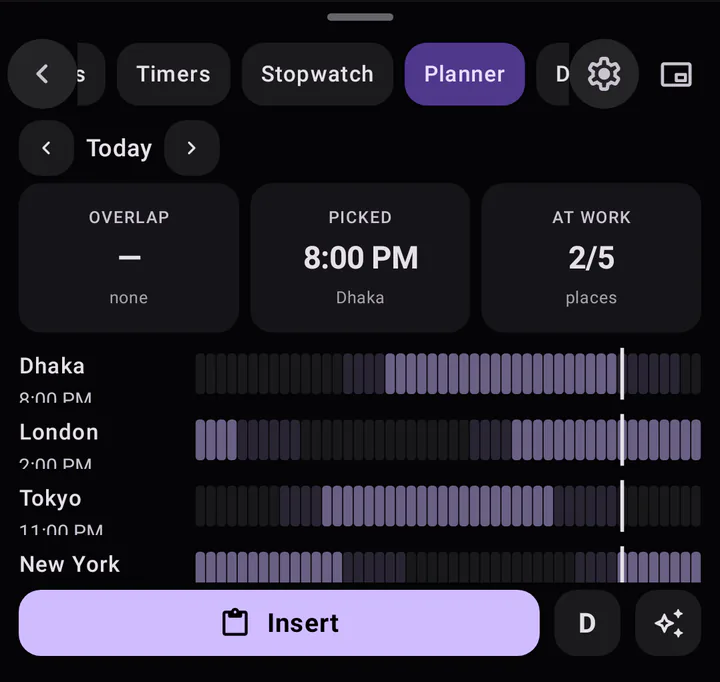 s Timers Stopwatch Planner D
Today
OVERLAP PICKED AT WORK
– 8:00 PM 2/5
none Dhaka places
Dhaka
8:00 PM
London
2:00 PM
Tokyo
11:00 PM
New York
Insert D